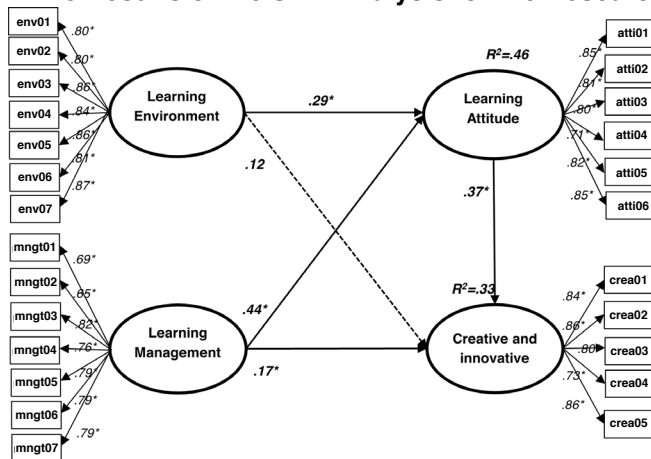 env01
env02
env03
env04
env05
env06
env07
.80*
.80*
.86*
.84*
.86*
.81*
.87*
Learning
Environment
.29*
.12
R²=.46
Learning
Attitude
.85*
.81*
.80*
.71*
.82*
.85*
atti01
atti02
atti03
atti04
atti05
atti06
.37*
mngt01
mngt02
mngt03
mngt04
mngt05
mngt06
mngt07
.69*
.65*
.82*
.76*
.79*
.79*
.79*
Learning
Management
.44*
.17*
R²=.33
Creative and
innovative
.84*
.86*
.80*
.73*
.86*
crea01
crea02
crea03
crea04
crea05